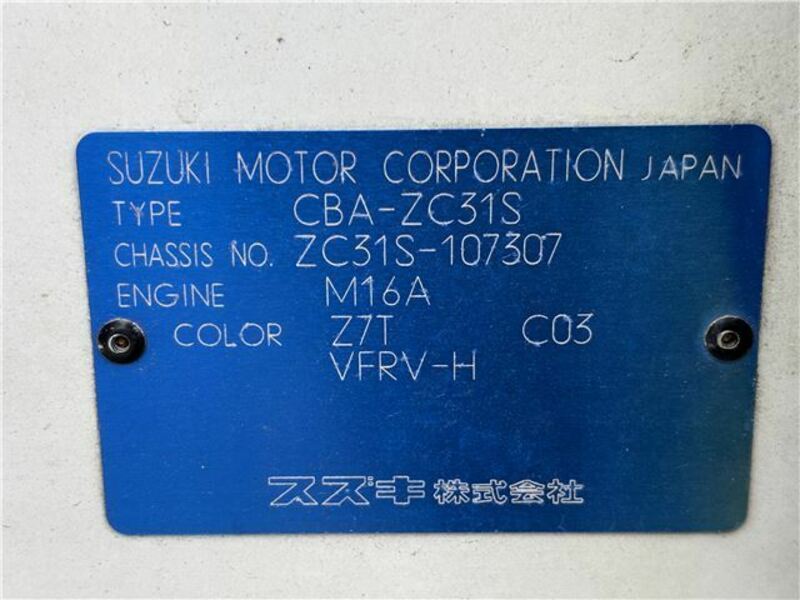 SUZUKI MOTOR CORPORATION JAPAN
TYPE CBA-ZC31S
CHASSIS NO. ZC31S-107307
ENGINE M16A
COLOR Z7T C03
VFRV-H
スズキ株式会社